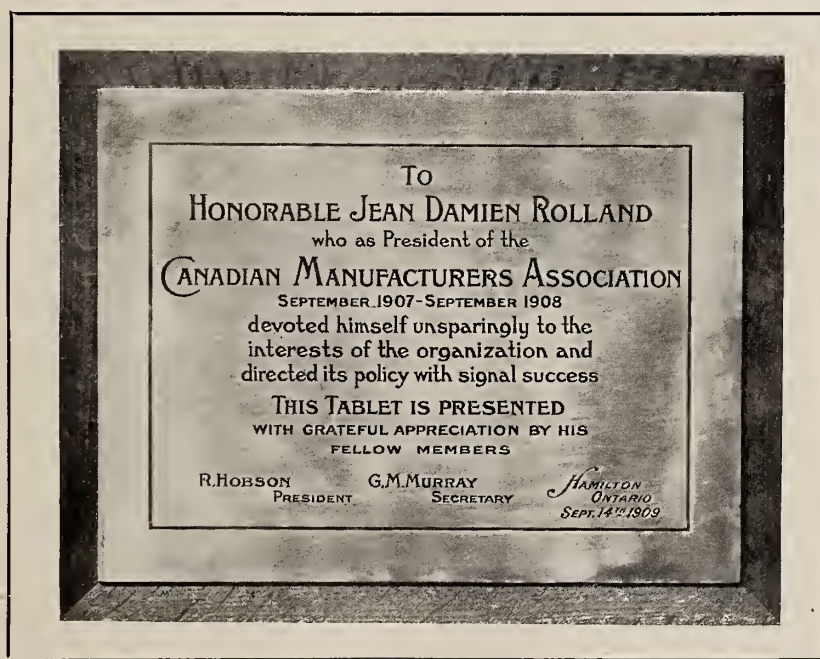 To
Honorable Jean Damien Rolland
who as President of the
Canadian Manufacturers Association
September 1907-September 1908
devoted himself unsparingly to the
interests of the organization and
directed its policy with signal success
This Tablet is presented
with grateful appreciation by his
fellow members
R. Hobson G. M. Murray Hamilton
President Secretary Ontario
Sept. 14th 1909